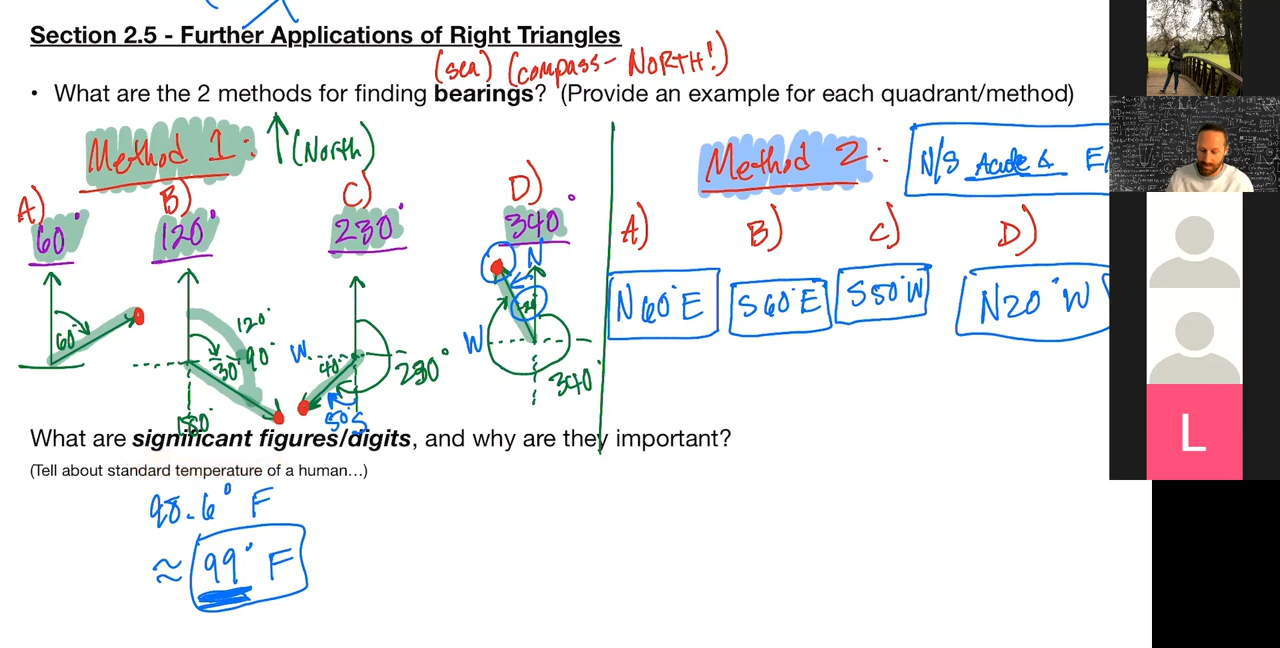 Section 2.5 - Further Applications of Right Triangles
(sea) (compass - NORTH!)
• What are the 2 methods for finding bearings? (Provide an example for each quadrant/method)
Method 1: ↑(North)
A) B) C) D)
60° 120° 230° 340°
N
60° 120° 90° 30° 180°
W 40° 230° 50° S
W 20° 340°
Method 2: N/S Acute ∡ E/
A) B) C) D)
N60°E S60°E S50°W N20°W
What are significant figures/digits, and why are they important?
(Tell about standard temperature of a human...)
98.6° F
≈ 99° F
L